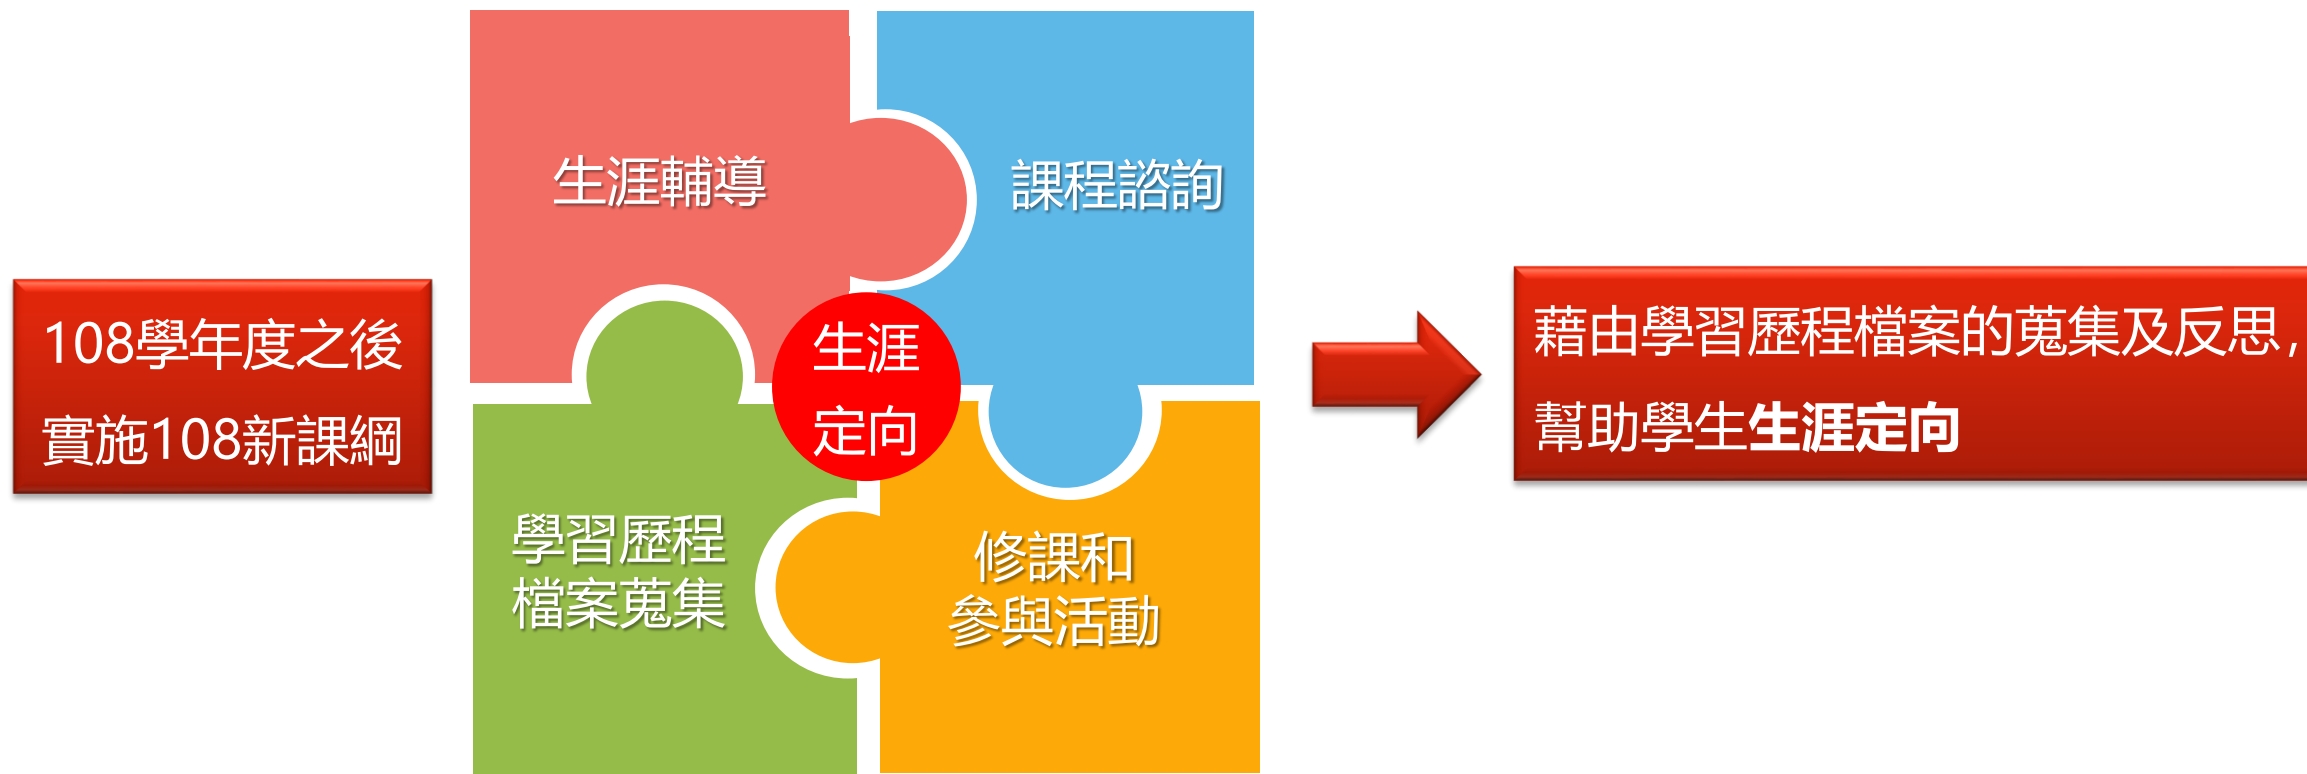 108學年度之後
實施108新課綱
生涯輔導
課程諮詢
生涯
定向
學習歷程
檔案蒐集
修課和
參與活動
藉由學習歷程檔案的蒐集及反思，
幫助學生生涯定向